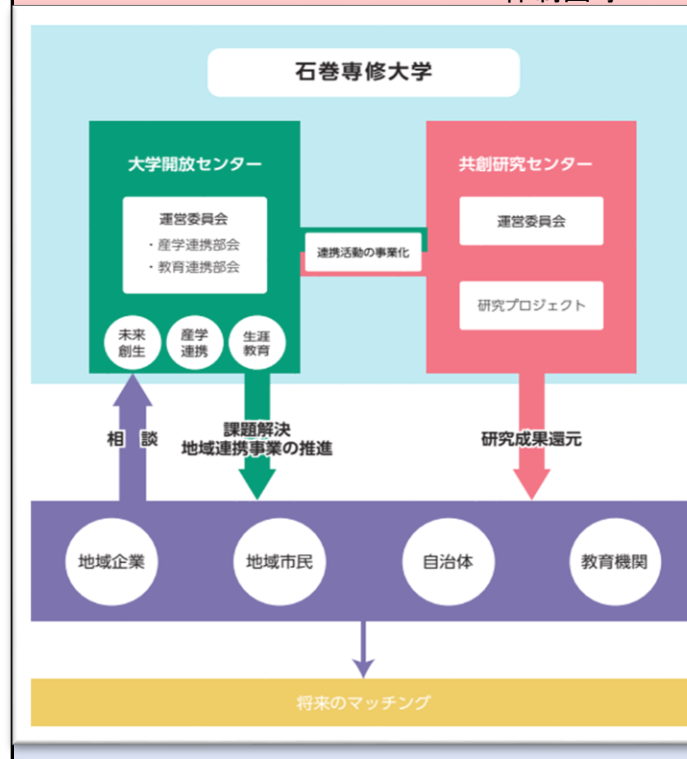 石巻専修大学
大学開放センター
運営委員会
・産学連携部会
・教育連携部会
未来
創生
産学
連携
生涯
教育
連携活動の事業化
共創研究センター
運営委員会
研究プロジェクト
相 談
課題解決
地域連携事業の推進
研究成果還元
地域企業
地域市民
自治体
教育機関
将来のマッチング